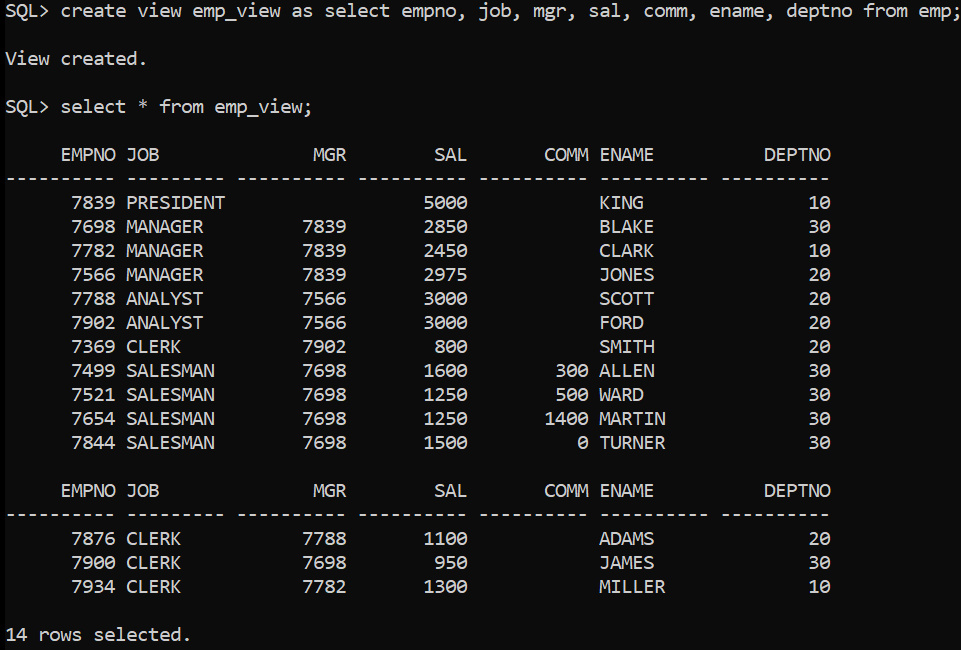 SQL> create view emp_view as select empno, job, mgr, sal, comm, ename, deptno from emp;
View created.
SQL> select * from emp_view;
     EMPNO JOB              MGR        SAL       COMM ENAME          DEPTNO
---------- --------- ---------- ---------- ---------- ---------- ----------
      7839 PRESIDENT                  5000            KING               10
      7698 MANAGER         7839       2850            BLAKE              30
      7782 MANAGER         7839       2450            CLARK              10
      7566 MANAGER         7839       2975            JONES              20
      7788 ANALYST         7566       3000            SCOTT              20
      7902 ANALYST         7566       3000            FORD               20
      7369 CLERK           7902        800            SMITH              20
      7499 SALESMAN        7698       1600        300 ALLEN              30
      7521 SALESMAN        7698       1250        500 WARD               30
      7654 SALESMAN        7698       1250       1400 MARTIN             30
      7844 SALESMAN        7698       1500          0 TURNER             30
     EMPNO JOB              MGR        SAL       COMM ENAME          DEPTNO
---------- --------- ---------- ---------- ---------- ---------- ----------
      7876 CLERK           7788       1100            ADAMS              20
      7900 CLERK           7698        950            JAMES              30
      7934 CLERK           7782       1300            MILLER             10
14 rows selected.